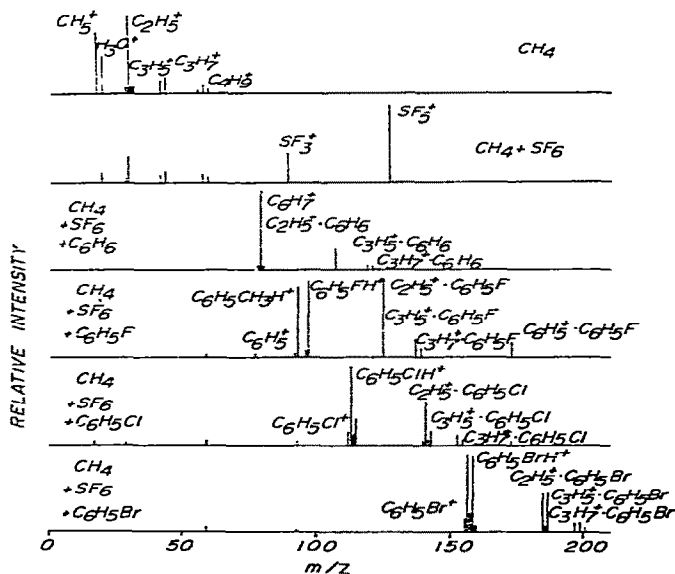 CH5+
C2H5+
H3O+
C3H5+
C3H7+
C4H9+
CH4
SF3+
SF5+
CH4 + SF6
CH4
+SF6
+C6H6
C6H7+
C2H5+·C6H6
C3H5+·C6H6
C3H7+·C6H6
CH4
+SF6
+C6H5F
C6H5CH3H+
C6H5FH+
C2H5+·C6H5F
C6H5+
C3H5+·C6H5F
C3H7+·C6H5F
C6H5+·C6H5F
CH4
+SF6
+C6H5Cl
C6H5Cl+
C6H5ClH+
C2H5+·C6H5Cl
C3H5+·C6H5Cl
C3H7+·C6H5Cl
CH4
+SF6
+C6H5Br
C6H5Br+
C6H5BrH+
C2H5+·C6H5Br
C3H5+·C6H5Br
C3H7+·C6H5Br
RELATIVE INTENSITY
0 50 100 150 200
m/z